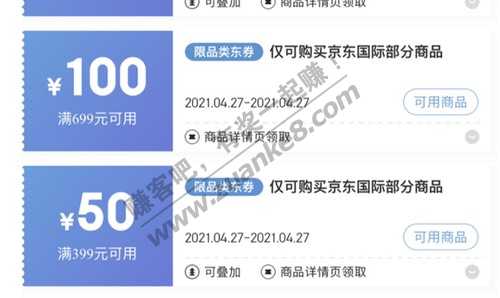 可叠加 商品详情页领取
¥100
满699元可用
限品类东券 仅可购买京东国际部分商品
2021.04.27-2021.04.27
可用商品
商品详情页领取
¥50
满399元可用
限品类东券 仅可购买京东国际部分商品
2021.04.27-2021.04.27
可用商品
可叠加 商品详情页领取
赚客吧，有奖一起赚！
www.zuanke8.com